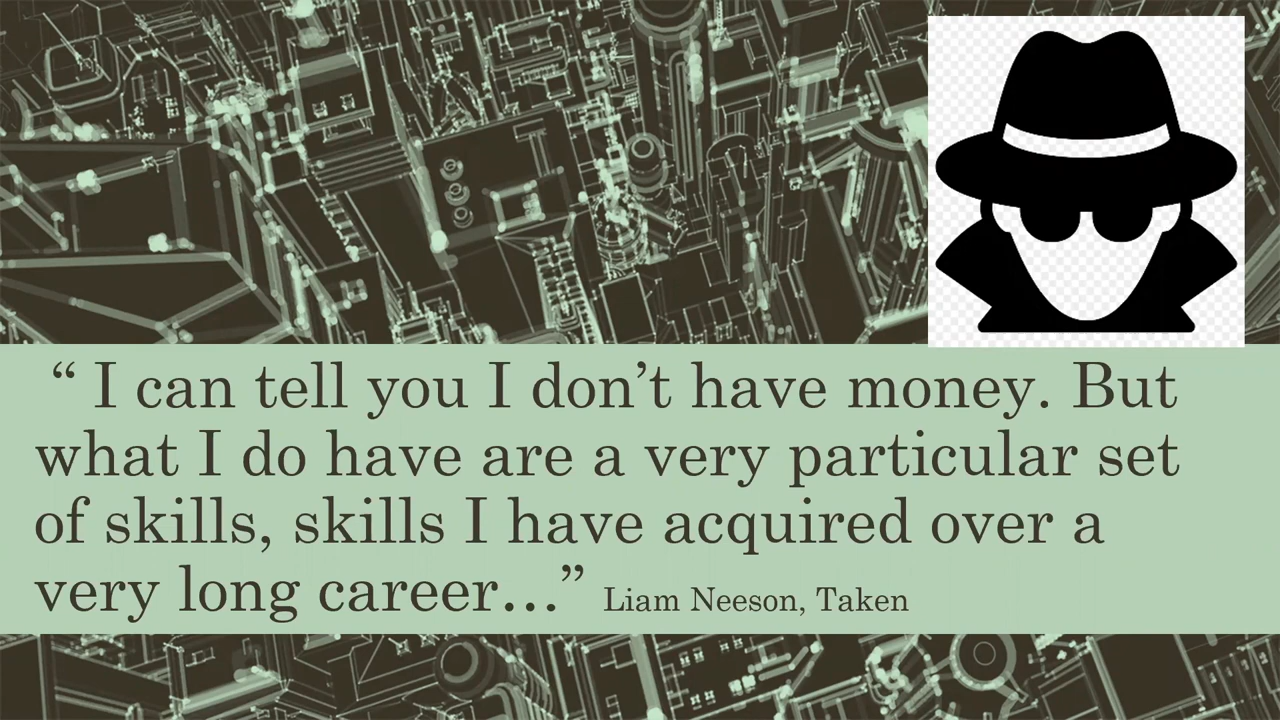 “ I can tell you I don’t have money. But
what I do have are a very particular set
of skills, skills I have acquired over a
very long career…” Liam Neeson, Taken